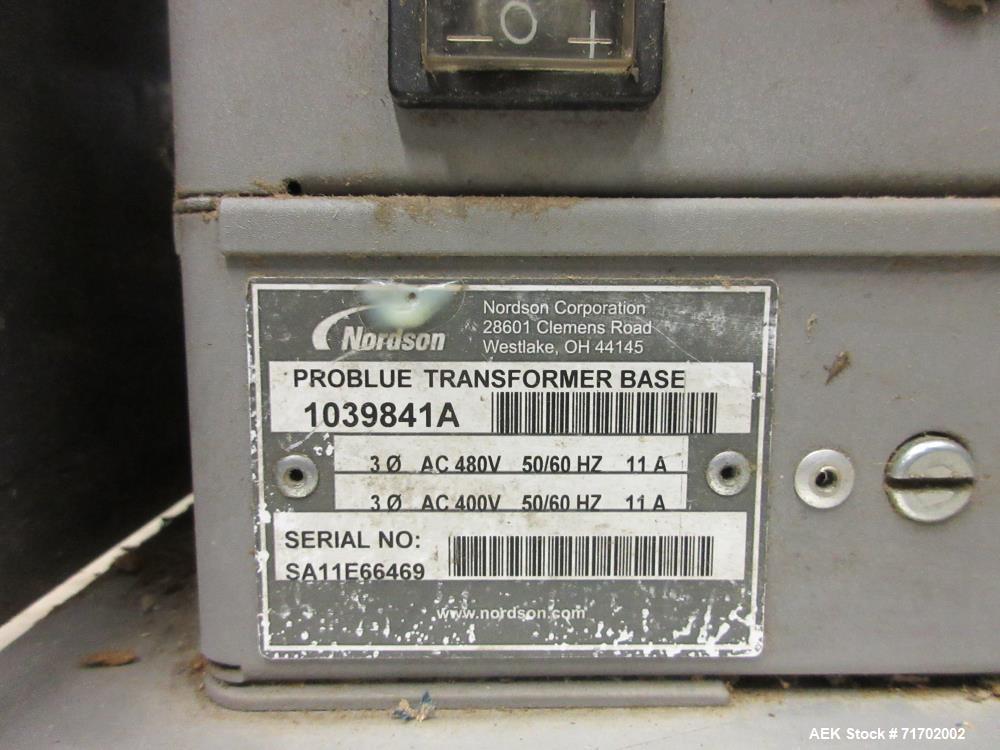 Nordson
Nordson Corporation
28601 Clemens Road
Westlake, OH 44145
PROBLUE TRANSFORMER BASE
1039841A
3 Ø AC 480V 50/60 HZ 11 A
3 Ø AC 400V 50/60 HZ 11 A
SERIAL NO:
SA11E66469
www.nordson.com
AEK Stock # 71702002